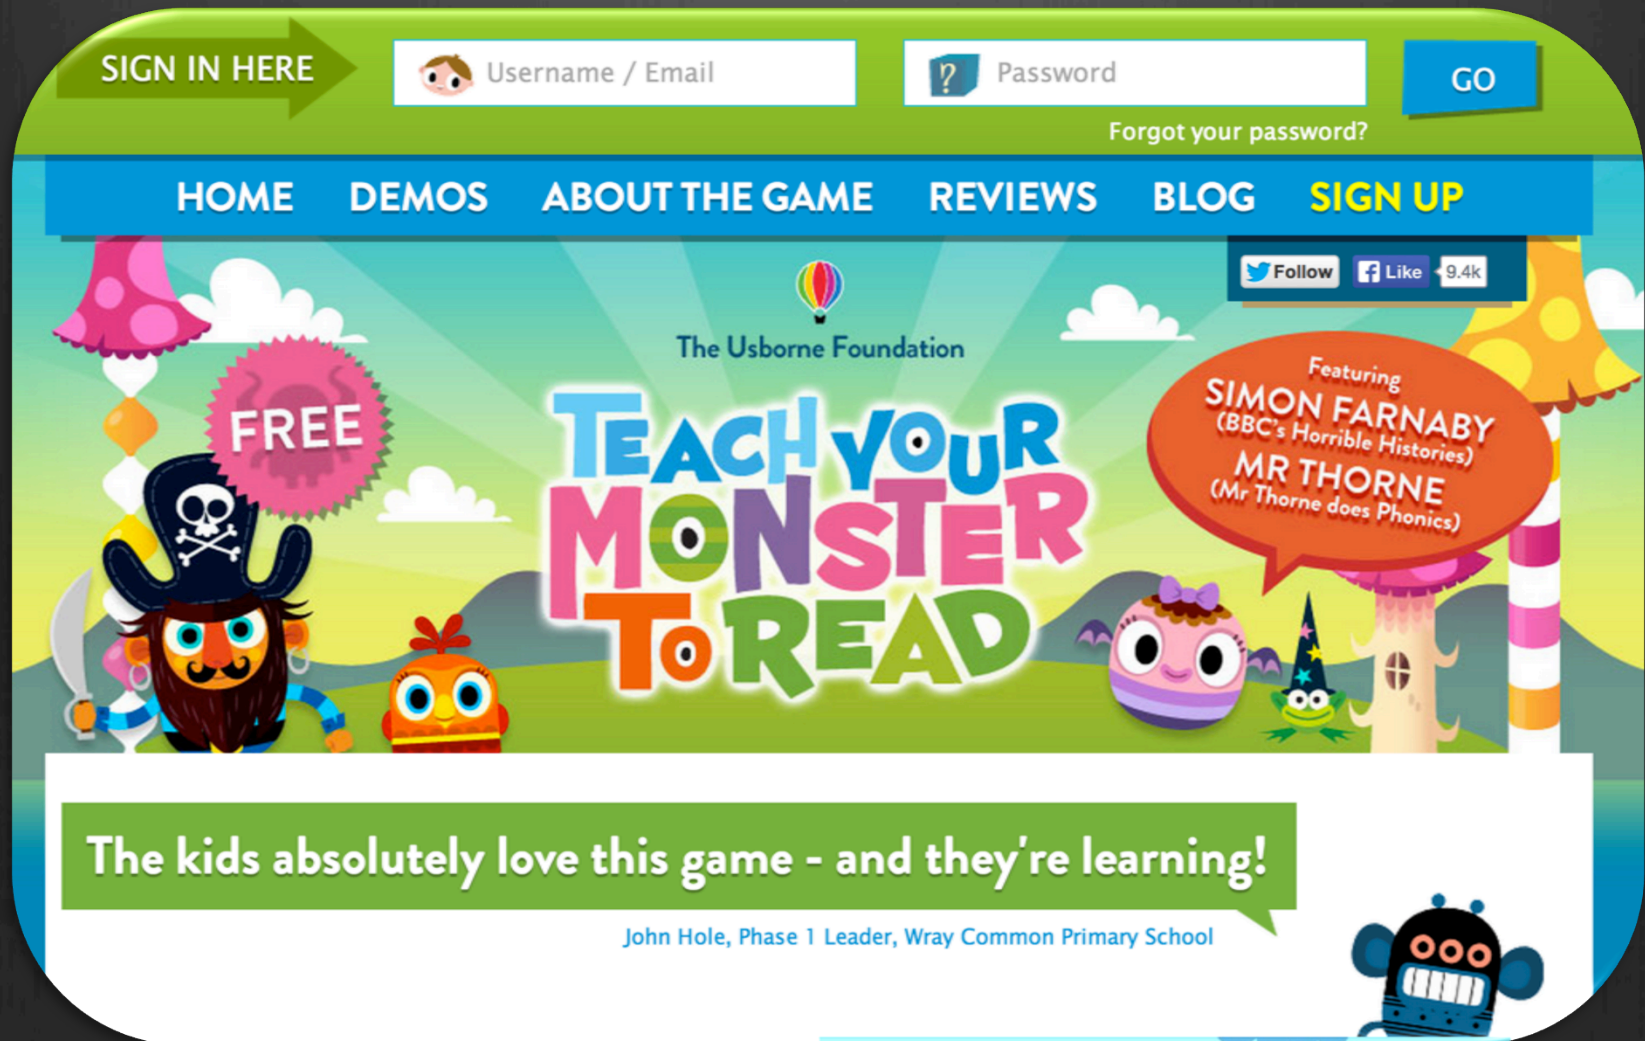 SIGN IN HERE
Username / Email
?
Password
GO
Forgot your password?
HOME DEMOS ABOUT THE GAME REVIEWS BLOG SIGN UP
Follow
Like
9.4k
The Usborne Foundation
FREE
TEACH YOUR
MONSTER
TO READ
Featuring
SIMON FARNABY
(BBC's Horrible Histories)
MR THORNE
(Mr Thorne does Phonics)
The kids absolutely love this game - and they're learning!
John Hole, Phase 1 Leader, Wray Common Primary School